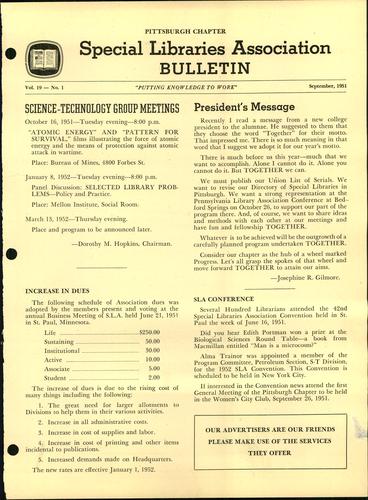 PITTSBURGH CHAPTER
Special Libraries Association
BULLETIN
Vol. 19 — No. 1
"PUTTING KNOWLEDGE TO WORK"
September, 1951
SCIENCE-TECHNOLOGY GROUP MEETINGS
October 16, 1951—Tuesday evening—8:00 p.m.
"ATOMIC ENERGY" AND "PATTERN FOR
SURVIVAL," films illustrating the force of atomic
energy and the means of protection against atomic
attack in wartime.
Place: Bureau of Mines, 4800 Forbes St.
January 8, 1952—Tuesday evening—8:00 p.m.
Panel Discussion: SELECTED LIBRARY PROB-
LEMS—Policy and Practice.
Place: Mellon Institute, Social Room.
March 13, 1952—Thursday evening.
Place and program to be announced later.
—Dorothy M. Hopkins, Chairman.
INCREASE IN DUES
The following schedule of Association dues was
adopted by the members present and voting at the
annual Business Meeting of S.L.A. held June 21, 1951
in St. Paul, Minnesota.
Life $250.00
Sustaining 50.00
Institutional 30.00
Active 10.00
Associate 5.00
Student 2.00
The increase of dues is due to the rising cost of
many things including the following:
1. The great need for larger allotments to
Divisions to help them in their various activities.
2. Increase in all administrative costs.
3. Increase in cost of supplies and labor.
4. Increase in cost of printing and other items
incidental to publications.
5. Increased demands made on Headquarters.
The new rates are effective January 1, 1952.
President's Message
Recently I read a message from a new college
president to the alumnae. He suggested to them that
they choose the word "Together" for their motto.
That impressed me. There is so much meaning in that
word that I suggest we adopt it for our year's motto.
There is much before us this year—much that we
want to accomplish. Alone I cannot do it. Alone you
cannot do it. But TOGETHER we can.
We must publish our Union List of Serials. We
want to revise our Directory of Special Libraries in
Pittsburgh. We want a strong representation at the
Pennsylvania Library Association Conference at Bed-
ford Springs on October 26, to support our part of the
program there. And, of course, we want to share ideas
and methods with each other at our meetings and
have fun and fellowship TOGETHER.
Whatever is to be achieved will be the outgrowth of a
carefully planned program undertaken TOGETHER.
Consider our chapter as the hub of a wheel marked
Progress. Let's all grasp the spokes of that wheel and
move forward TOGETHER to attain our aims.
—Josephine R. Gilmore.
SLA CONFERENCE
Several Hundred Librarians attended the 42nd
Special Libraries Association Convention held in St.
Paul the week of June 16, 1951.
Did you hear Edith Portman won a prize at the
Biological Sciences Round Table—a book from
Macmillan entitled "Man is a microcosm?"
Alma Trainor was appointed a member of the
Program Committee, Petroleum Section, S-T Division,
for the 1952 SLA Convention. This Convention is
scheduled to be held in New York City.
If interested in the Convention news attend the first
General Meeting of the Pittsburgh Chapter to be held
in the Women's City Club, September 26, 1951.
OUR ADVERTISERS ARE OUR FRIENDS
PLEASE MAKE USE OF THE SERVICES
THEY OFFER